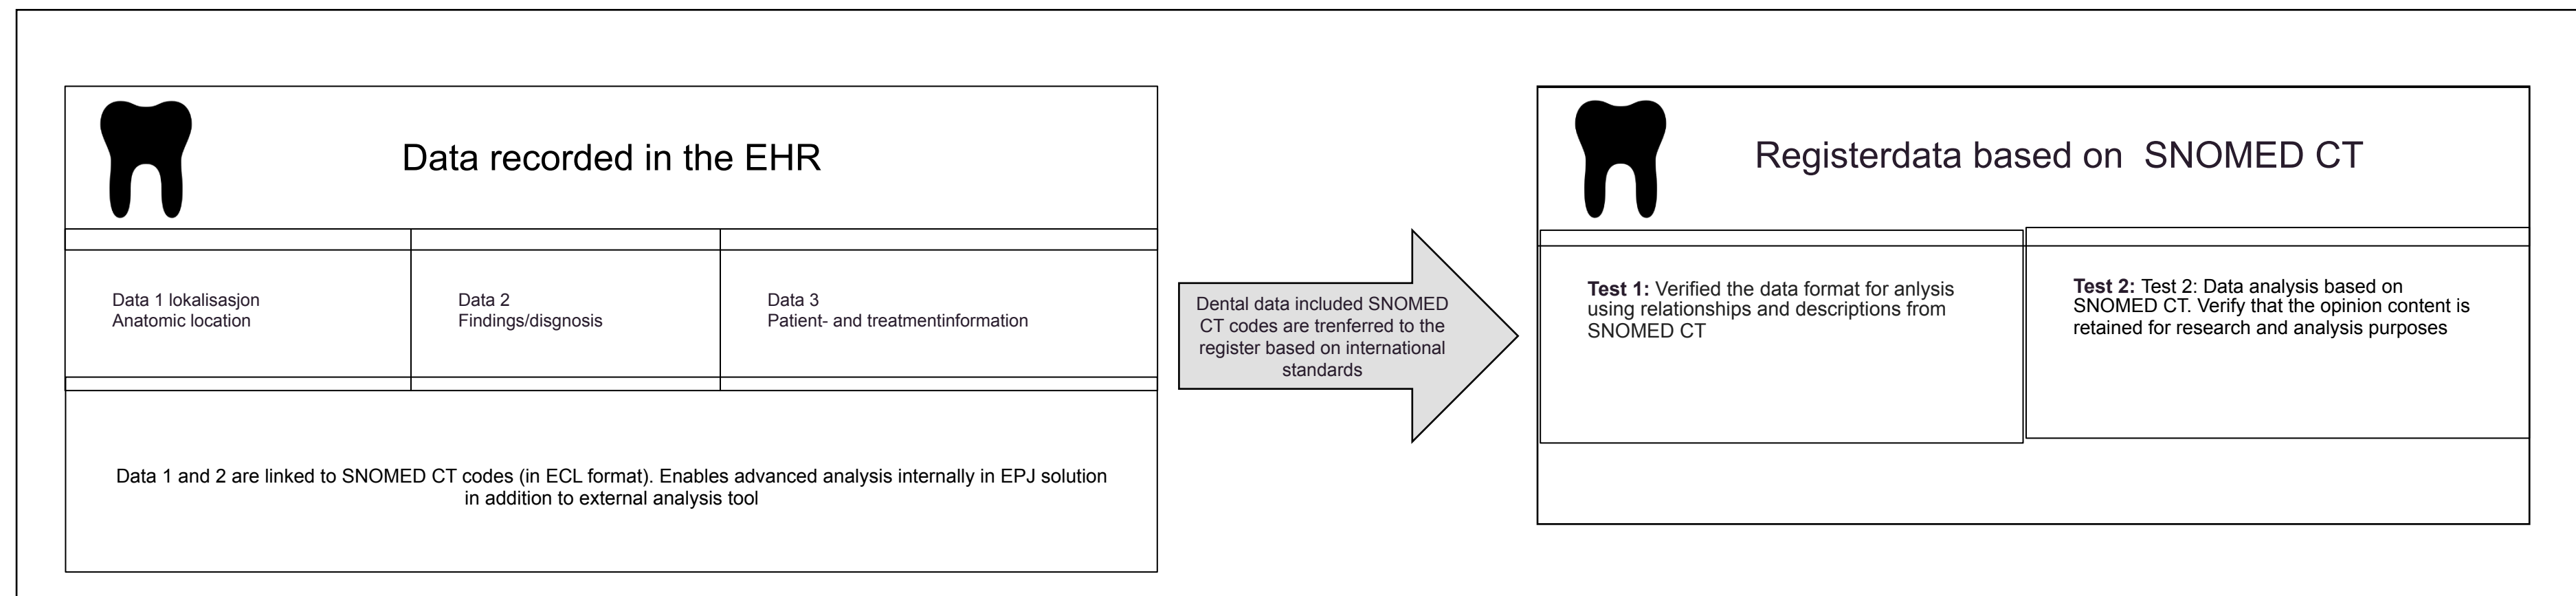 Data recorded in the EHR
Data 1 lokalisasjon
Anatomic location
Data 2
Findings/disgnosis
Data 3
Patient- and treatmentinformation
Data 1 and 2 are linked to SNOMED CT codes (in ECL format). Enables advanced analysis internally in EPJ solution
in addition to external analysis tool
Dental data included SNOMED
CT codes are trenferred to the
register based on international
standards
Registerdata based on  SNOMED CT
Test 1: Verified the data format for anlysis
using relationships and descriptions from
SNOMED CT
Test 2: Test 2: Data analysis based on
SNOMED CT. Verify that the opinion content is
retained for research and analysis purposes